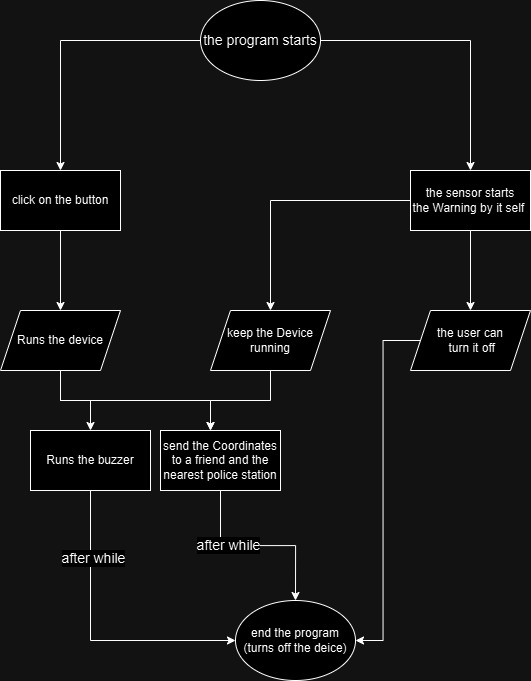 the program starts
click on the button
the sensor starts
the Warning by it self
Runs the device
keep the Device
running
the user can
turn it off
Runs the buzzer
send the Coordinates
to a friend and the
nearest police station
after while
after while
end the program
(turns off the deice)